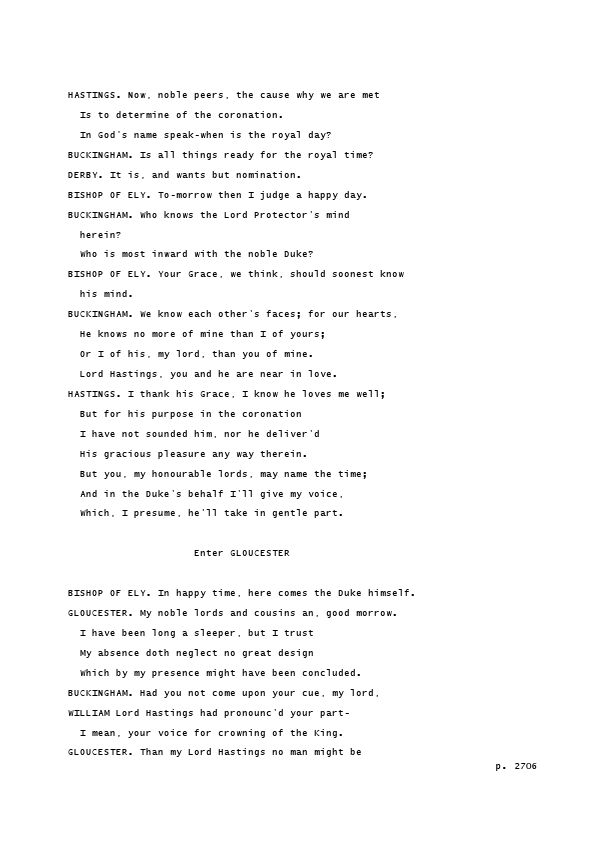 HASTINGS. Now, noble peers, the cause why we are met
Is to determine of the coronation.
In God's name speak-when is the royal day?
BUCKINGHAM. Is all things ready for the royal time?
DERBY. It is, and wants but nomination.
BISHOP OF ELY. To-morrow then I judge a happy day.
BUCKINGHAM. Who knows the Lord Protector's mind
herein?
Who is most inward with the noble Duke?
BISHOP OF ELY. Your Grace, we think, should soonest know
his mind.
BUCKINGHAM. We know each other's faces; for our hearts,
He knows no more of mine than I of yours;
Or I of his, my lord, than you of mine.
Lord Hastings, you and he are near in love.
HASTINGS. I thank his Grace, I know he loves me well;
But for his purpose in the coronation
I have not sounded him, nor he deliver'd
His gracious pleasure any way therein.
But you, my honourable lords, may name the time;
And in the Duke's behalf I'll give my voice,
Which, I presume, he'll take in gentle part.
Enter GLOUCESTER
BISHOP OF ELY. In happy time, here comes the Duke himself.
GLOUCESTER. My noble lords and cousins an, good morrow.
I have been long a sleeper, but I trust
My absence doth neglect no great design
Which by my presence might have been concluded.
BUCKINGHAM. Had you not come upon your cue, my lord,
WILLIAM Lord Hastings had pronounc'd your part-
I mean, your voice for crowning of the King.
GLOUCESTER. Than my Lord Hastings no man might be
p. 2706